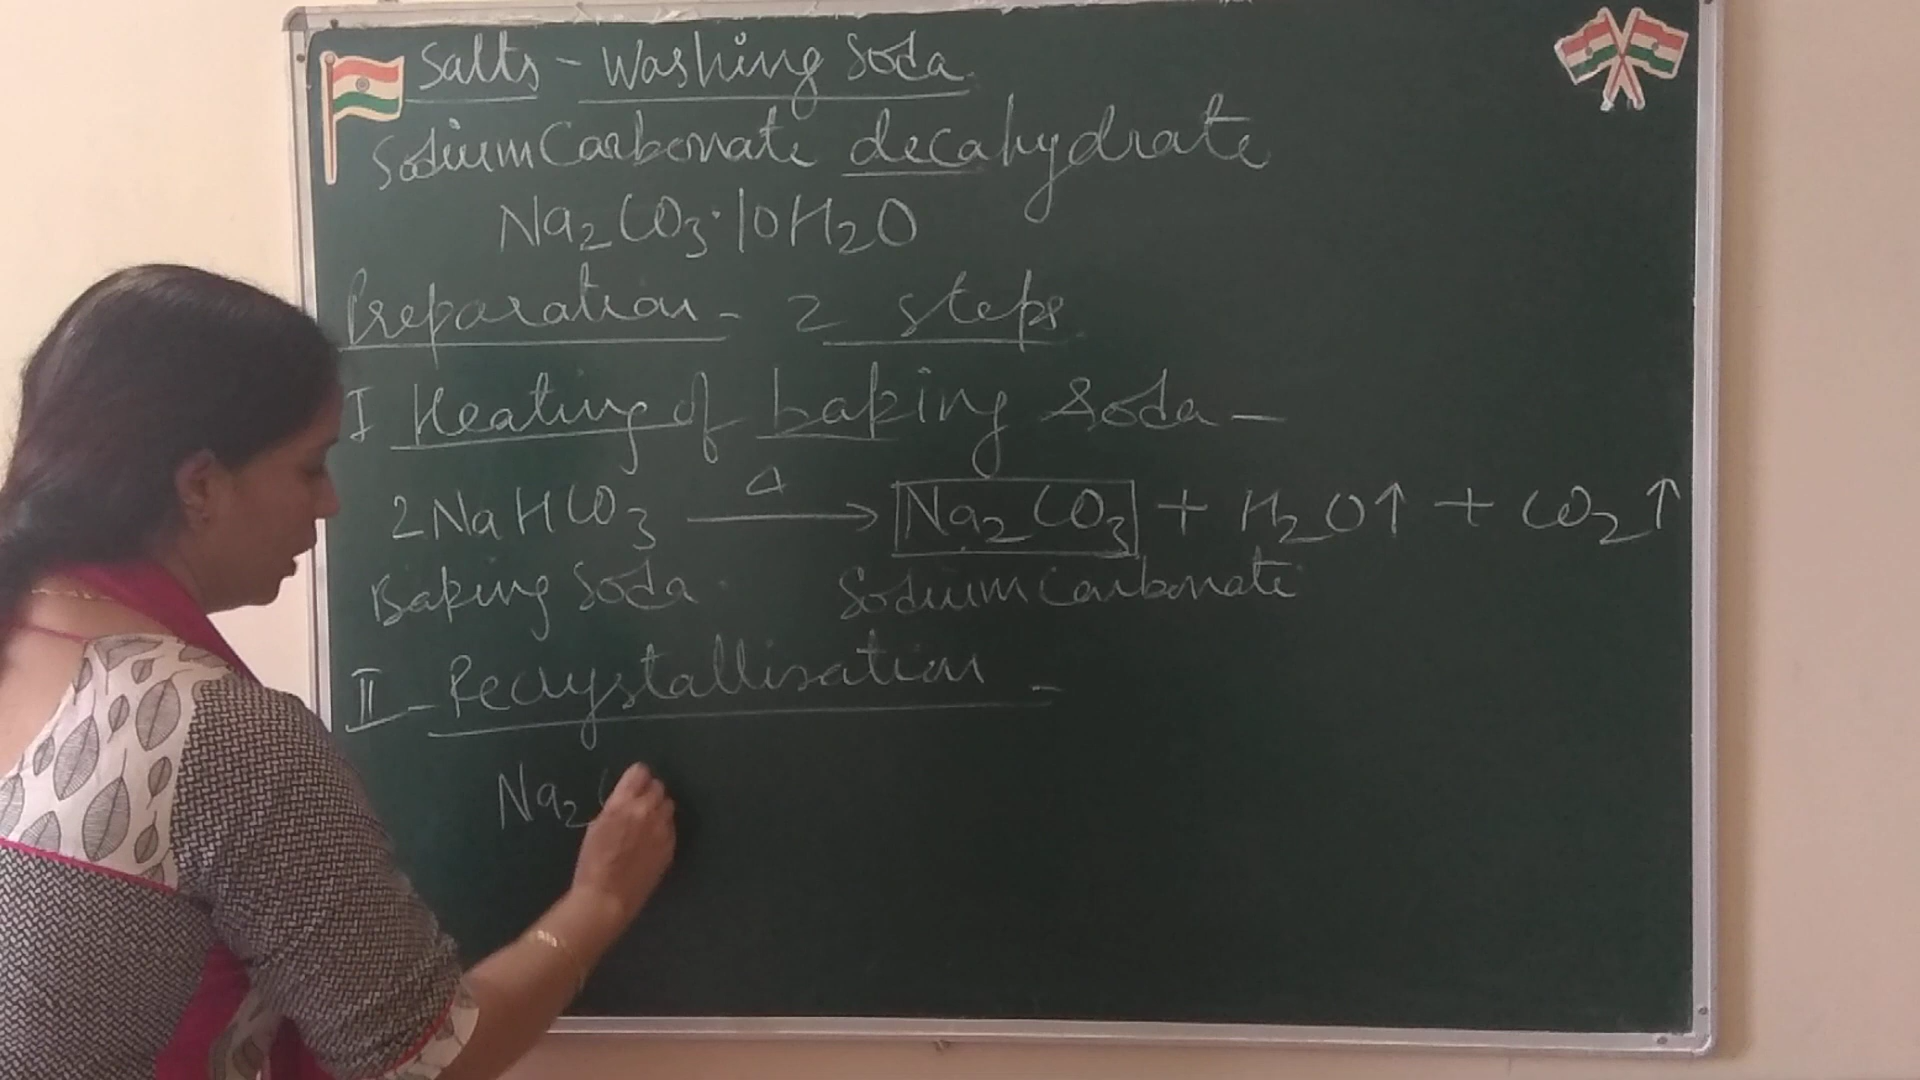 Salts - Washing Soda
Sodium Carbonate decahydrate
Na₂CO₃·10H₂O
Preparation - 2 steps
I Heating of baking soda -
Δ
2NaHCO₃ → Na₂CO₃ + H₂O↑ + CO₂↑
Baking Soda Sodium Carbonate
II - Recrystallisation -
Na₂C